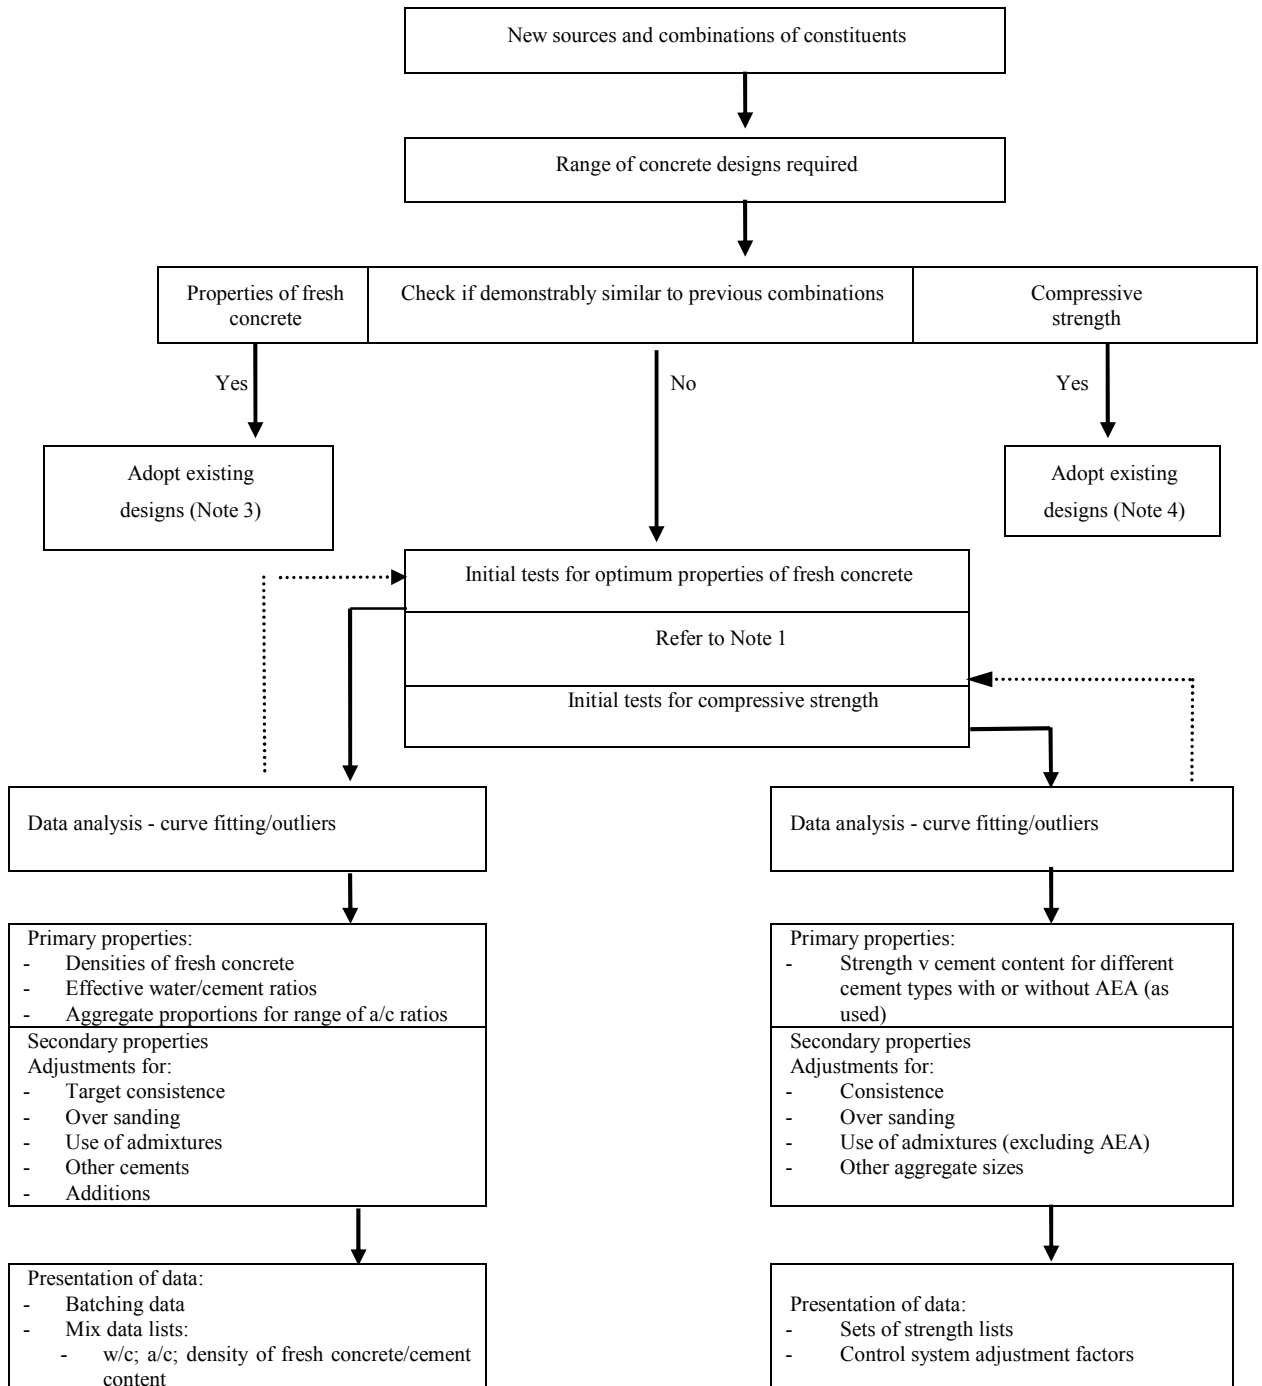 New sources and combinations of constituents
Range of concrete designs required
Properties of fresh
concrete
Check if demonstrably similar to previous combinations
Compressive
strength
Yes
No
Yes
Adopt existing
designs (Note 3)
Adopt existing
designs (Note 4)
Initial tests for optimum properties of fresh concrete
Refer to Note 1
Initial tests for compressive strength
Data analysis - curve fitting/outliers
Data analysis - curve fitting/outliers
Primary properties:
- Densities of fresh concrete
- Effective water/cement ratios
- Aggregate proportions for range of a/c ratios
Secondary properties
Adjustments for:
- Target consistence
- Over sanding
- Use of admixtures
- Other cements
- Additions
Primary properties:
- Strength v cement content for different
cement types with or without AEA (as
used)
Secondary properties
Adjustments for:
- Consistence
- Over sanding
- Use of admixtures (excluding AEA)
- Other aggregate sizes
Presentation of data:
- Batching data
- Mix data lists:
- w/c; a/c; density of fresh concrete/cement
content
Presentation of data:
- Sets of strength lists
- Control system adjustment factors